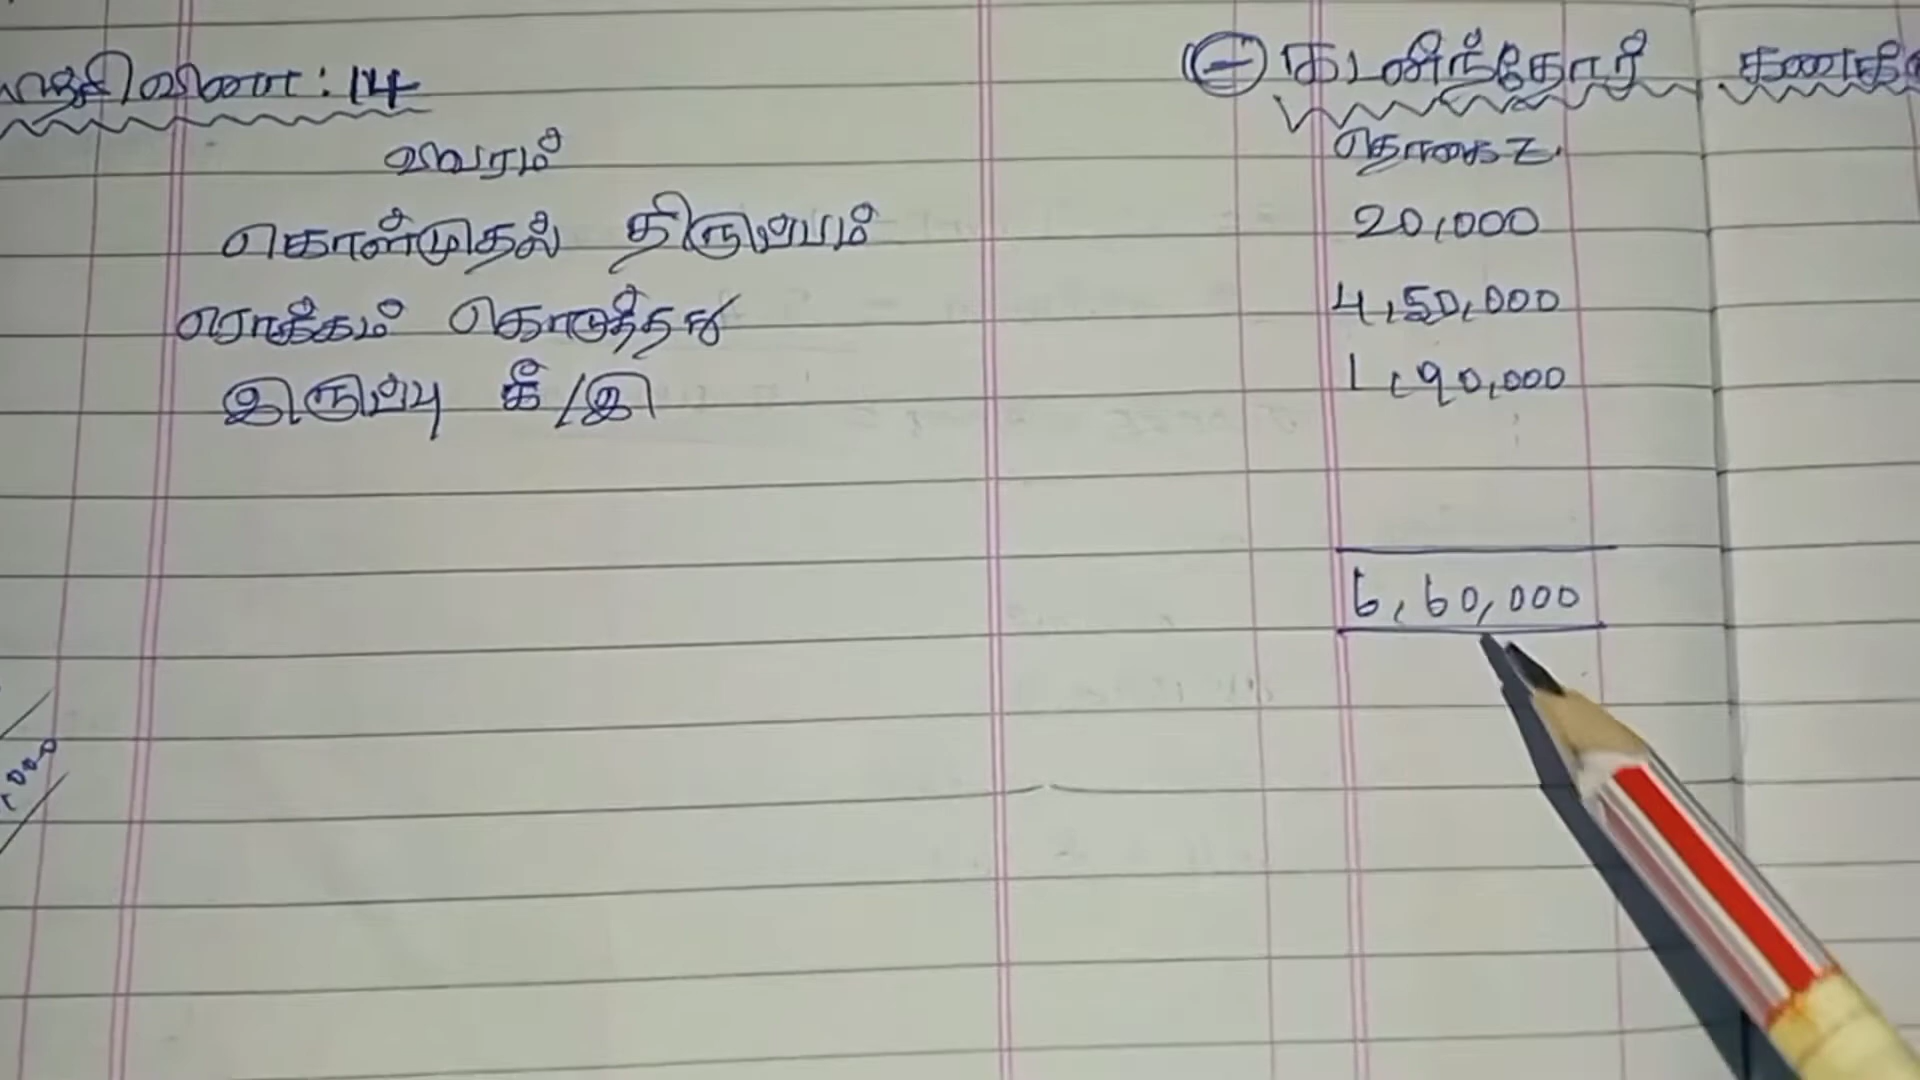 வினா : 14 கடனீந்தோர் கணக்கு
விவரம் தொகை ₹
கொள்முதல் திருப்பம் 20,000
ரொக்கம் கொடுத்தது 4,50,000
இருப்பு கீ/இ 1,90,000
6,60,000